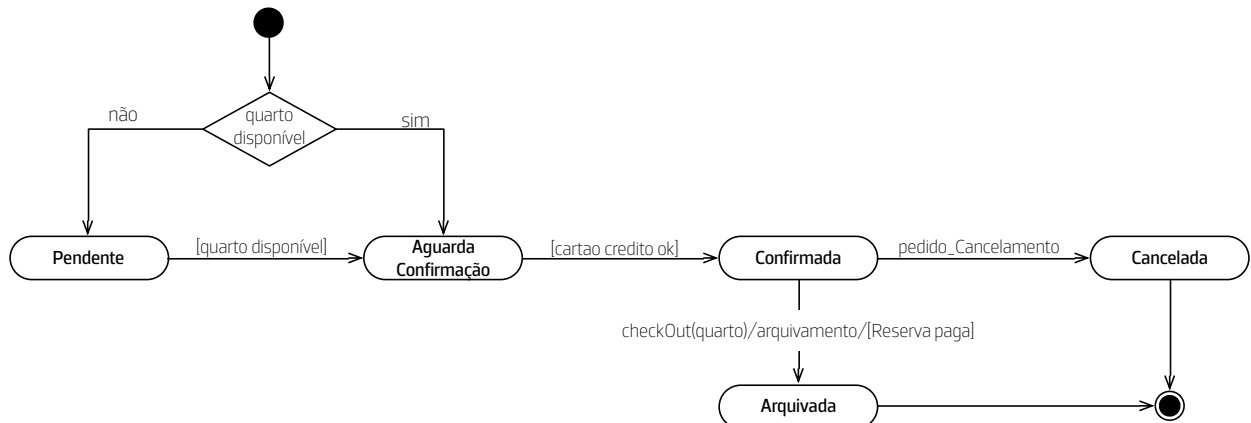 quarto
disponível
não
sim
Pendente
[quarto disponível]
Aguarda
Confirmação
[cartao credito ok]
Confirmada
pedido_Cancelamento
Cancelada
checkOut(quarto)/arquivamento/[Reserva paga]
Arquivada